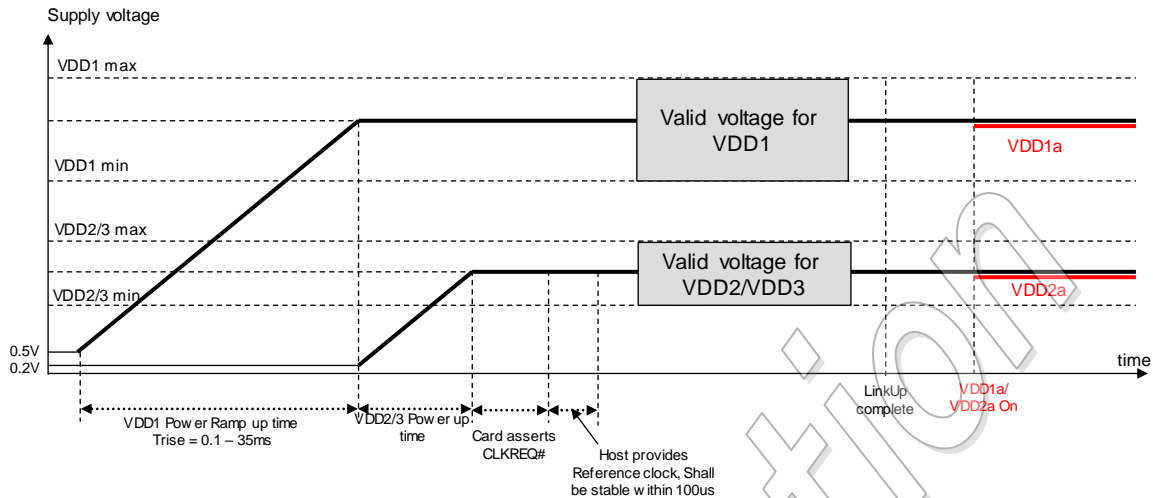 Supply voltage
VDD1 max
Valid voltage for
VDD1
VDD1a
VDD1 min
VDD2/3 max
Valid voltage for
VDD2/VDD3
VDD2a
VDD2/3 min
0.5V
0.2V
time
LinkUp
complete
VDD1a/
VDD2a On
VDD1 Power Ramp up time
Trise = 0.1 – 35ms
VDD2/3 Power up
time
Card asserts
CLKREQ#
Host provides
Reference clock, Shall
be stable within 100us
tion